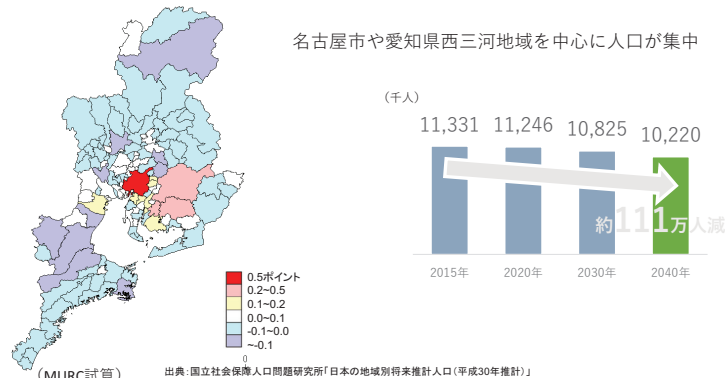 名古屋市や愛知県西三河地域を中心に人口が集中
（千人）
11,331
11,246
10,825
10,220
約111万人減
2015年
2020年
2030年
2040年
0.5ポイント
0.2~0.5
0.1~0.2
0.0~0.1
-0.1~0.0
~-0.1
0
（MURC試算）
出典：国立社会保障人口問題研究所「日本の地域別将来推計人口（平成30年推計）」